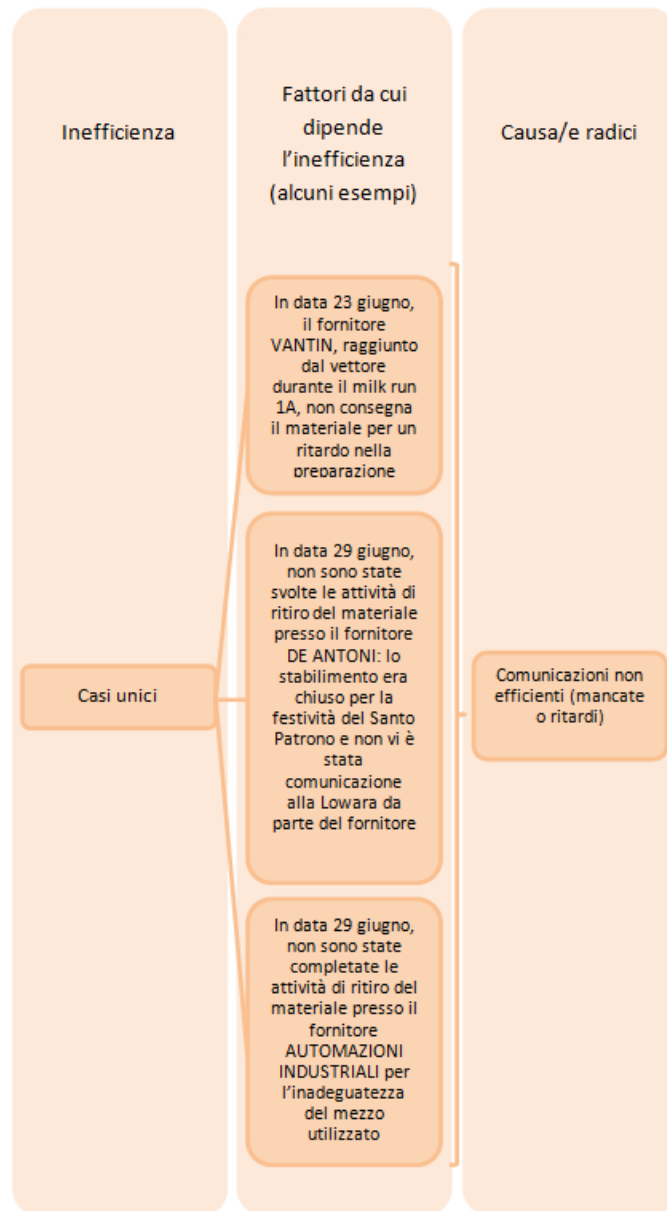 Inefficienza
Fattori da cui
dipende
l’inefficienza
(alcuni esempi)
Causa/e radici
Casi unici
In data 23 giugno,
il fornitore
VANTIN, raggiunto
dal vettore
durante il milk run
1A, non consegna
il materiale per un
ritardo nella
preparazione
In data 29 giugno,
non sono state
svolte le attività di
ritiro del materiale
presso il fornitore
DE ANTONI: lo
stabilimento era
chiuso per la
festività del Santo
Patrono e non vi è
stata
comunicazione
alla Lowara da
parte del fornitore
In data 29 giugno,
non sono state
completate le
attività di ritiro del
materiale presso il
fornitore
AUTOMAZIONI
INDUSTRIALI per
l’inadeguatezza
del mezzo
utilizzato
Comunicazioni non
efficienti (mancate
o ritardi)